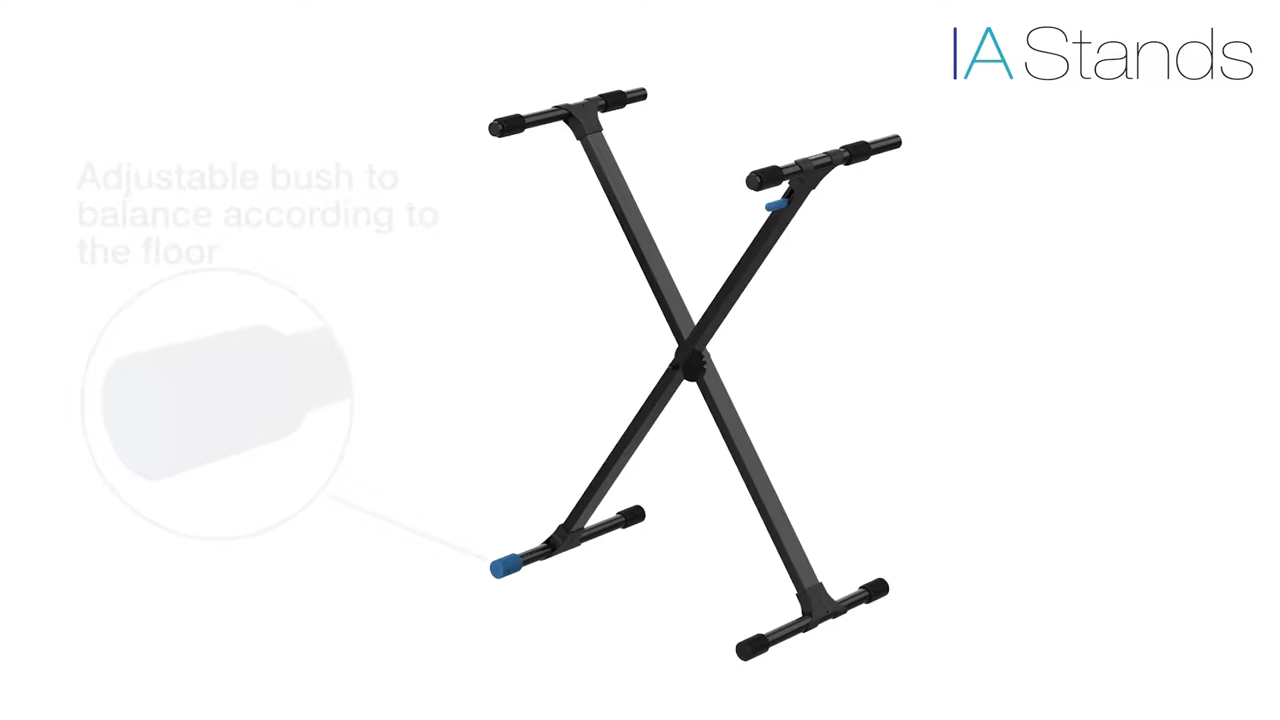 IA Stands
Adjustable bush to
balance according to
the floor